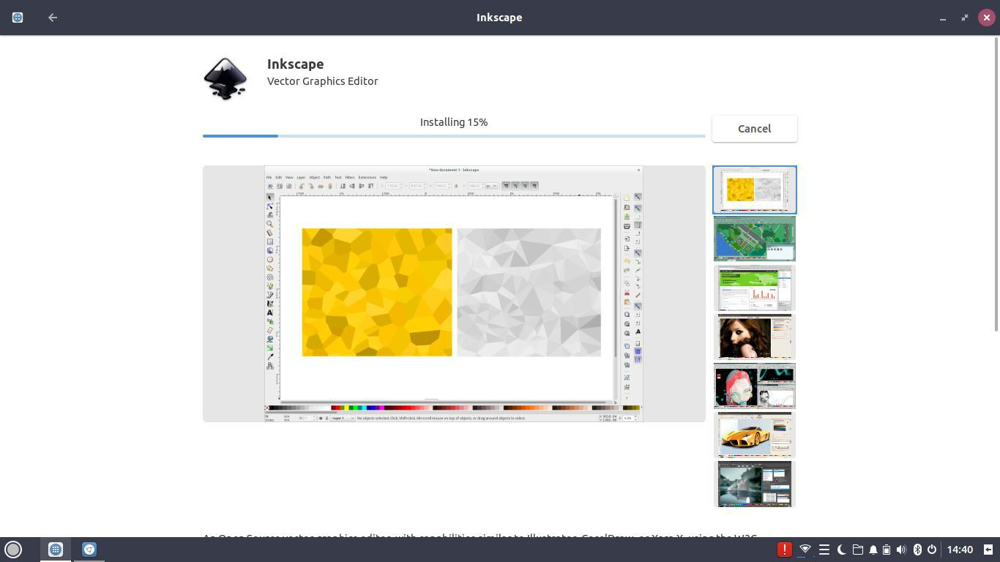 Inkscape
Inkscape
Vector Graphics Editor
Installing 15%
Cancel
*New document 1 - Inkscape
File Edit View Layer Object Path Text Filters Extensions Help
No objects selected. Click, Shift+click, Alt+scroll mouse on top of objects, or drag around objects to select.
An Open Source vector graphics editor, with capabilities similar to Illustrator, CorelDraw, or Xara X, using the W3C
14:40